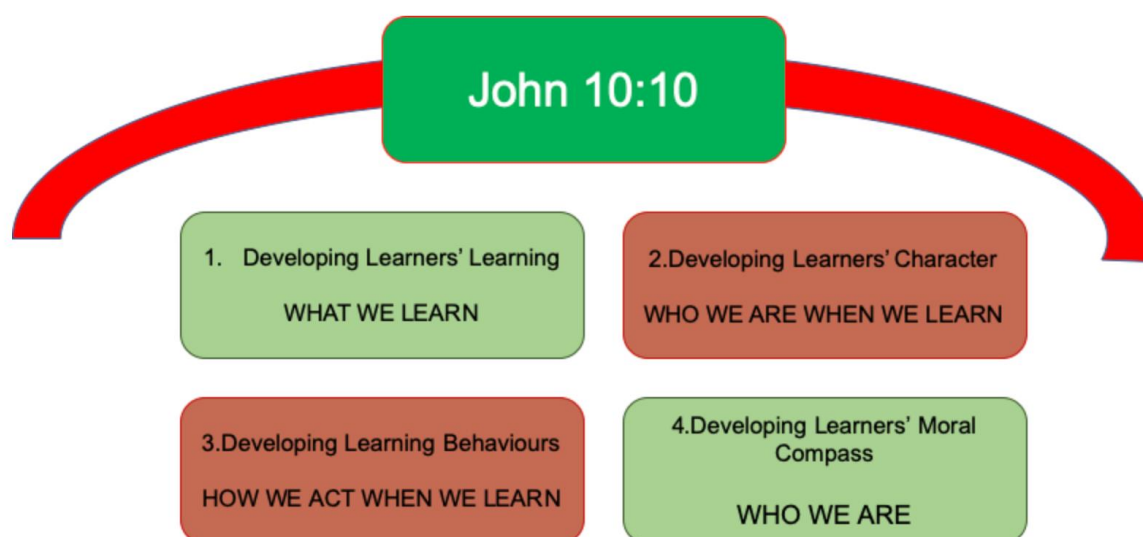 John 10:10
1. Developing Learners' Learning
WHAT WE LEARN
2.Developing Learners' Character
WHO WE ARE WHEN WE LEARN
3.Developing Learning Behaviours
HOW WE ACT WHEN WE LEARN
4.Developing Learners' Moral
Compass
WHO WE ARE